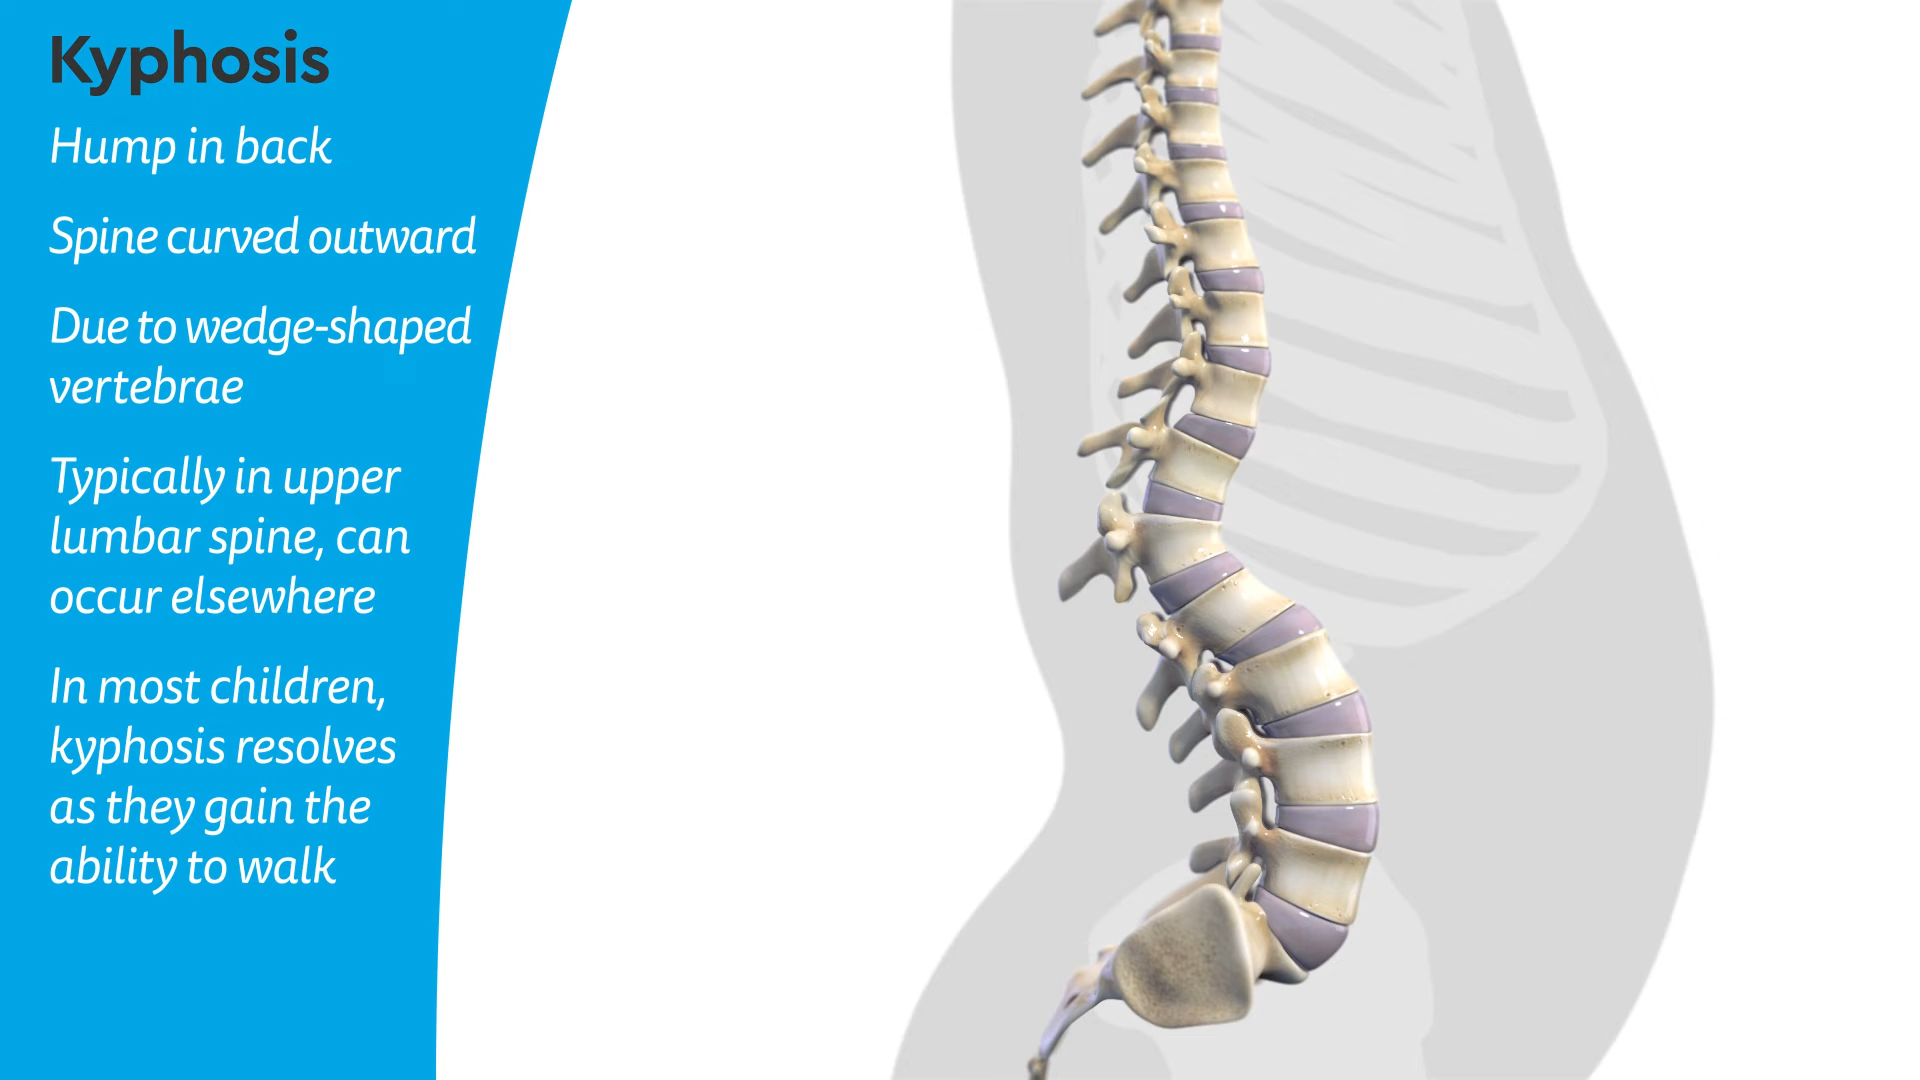 Kyphosis
Hump in back
Spine curved outward
Due to wedge-shaped
vertebrae
Typically in upper
lumbar spine, can
occur elsewhere
In most children,
kyphosis resolves
as they gain the
ability to walk